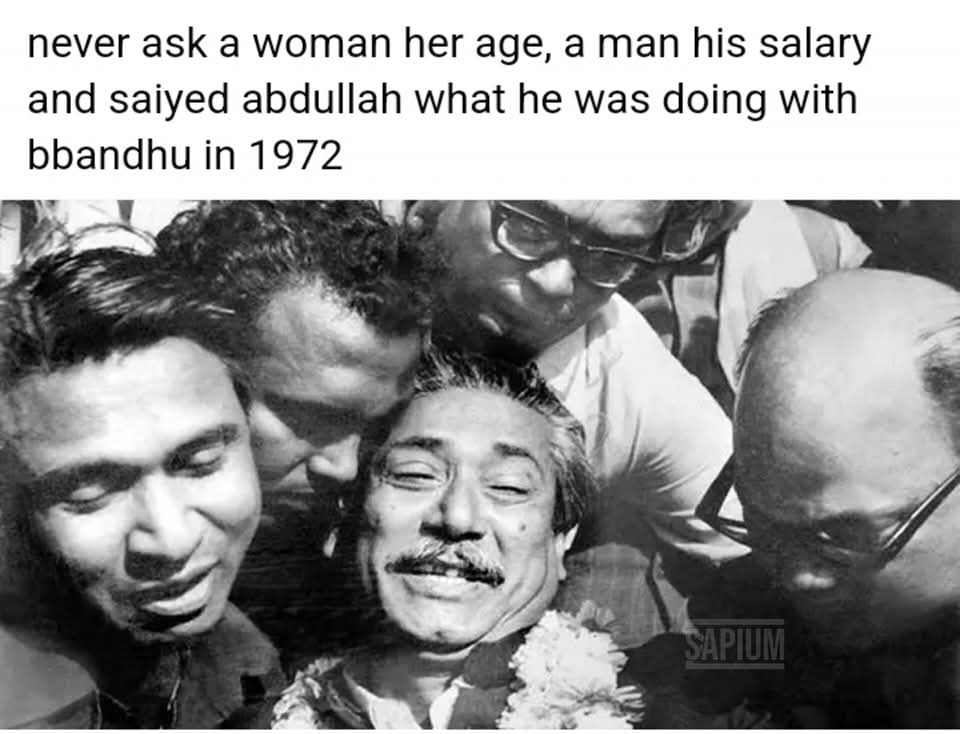 never ask a woman her age, a man his salary
and saiyed abdullah what he was doing with
bbandhu in 1972
SAPIUM